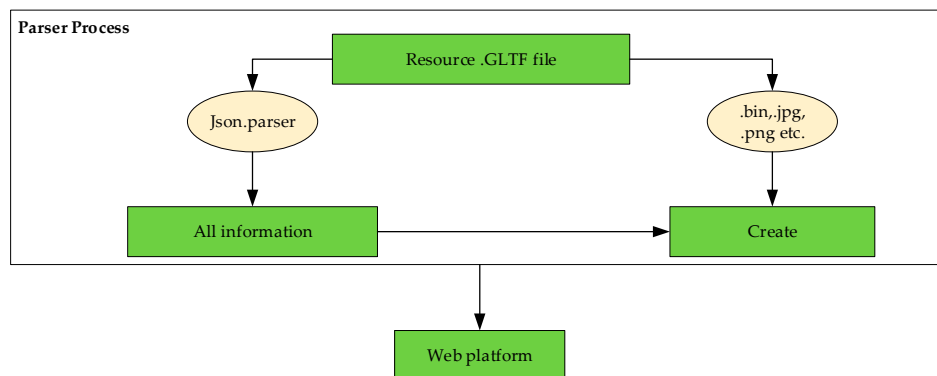 Parser Process
Resource .GLTF file
Json.parser
.bin,.jpg,
.png etc.
All information
Create
Web platform